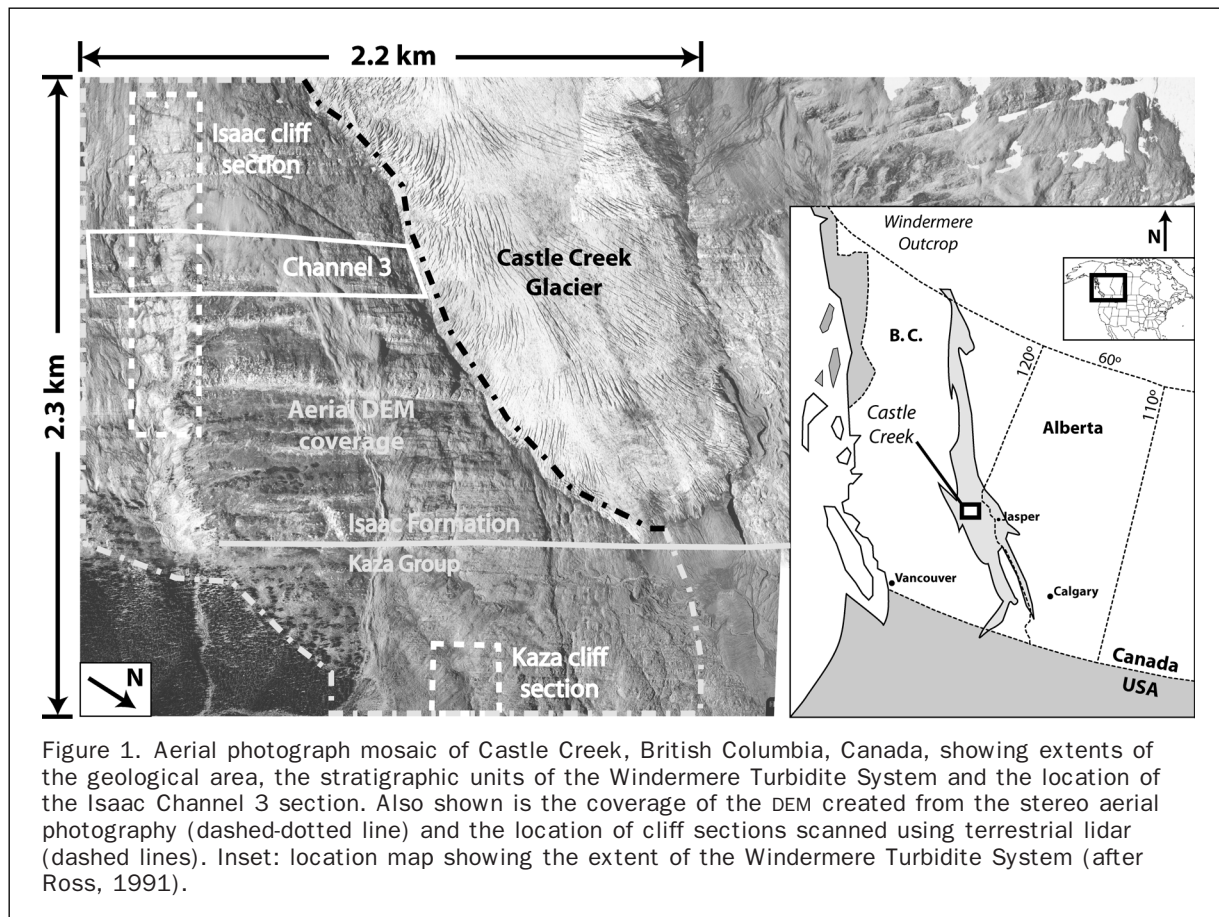 2.2 km
2.3 km
Isaac cliff
section
Channel 3
Castle Creek
Glacier
Aerial DEM
coverage
Isaac Formation
Kaza Group
Kaza cliff
section
N
Windermere
Outcrop
N
B.C.
120º
60º
110º
Castle
Creek
Alberta
Jasper
Vancouver
Calgary
Canada
USA
Figure 1. Aerial photograph mosaic of Castle Creek, British Columbia, Canada, showing extents of
the geological area, the stratigraphic units of the Windermere Turbidite System and the location of
the Isaac Channel 3 section. Also shown is the coverage of the DEM created from the stereo aerial
photography (dashed-dotted line) and the location of cliff sections scanned using terrestrial lidar
(dashed lines). Inset: location map showing the extent of the Windermere Turbidite System (after
Ross, 1991).